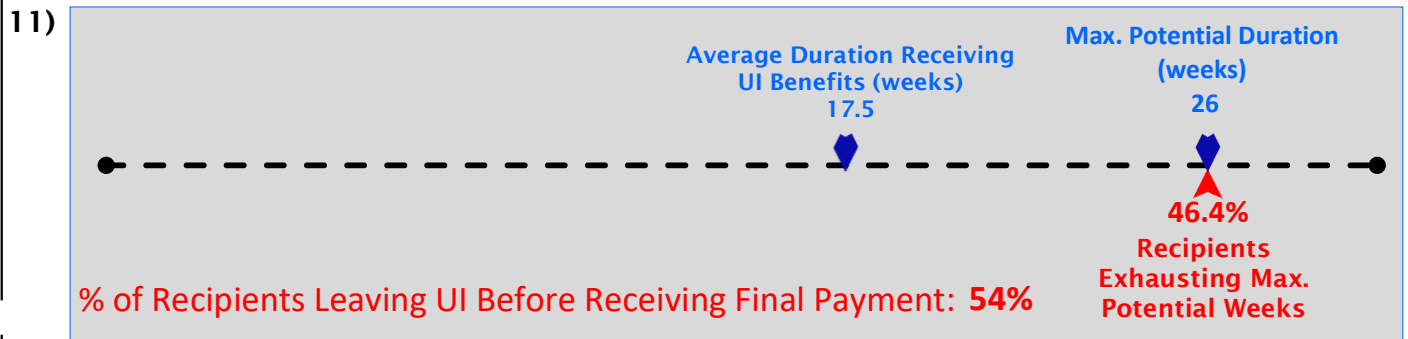 11)
Average Duration Receiving
UI Benefits (weeks)
17.5
Max. Potential Duration
(weeks)
26
46.4%
Recipients
Exhausting Max.
Potential Weeks
% of Recipients Leaving UI Before Receiving Final Payment: 54%